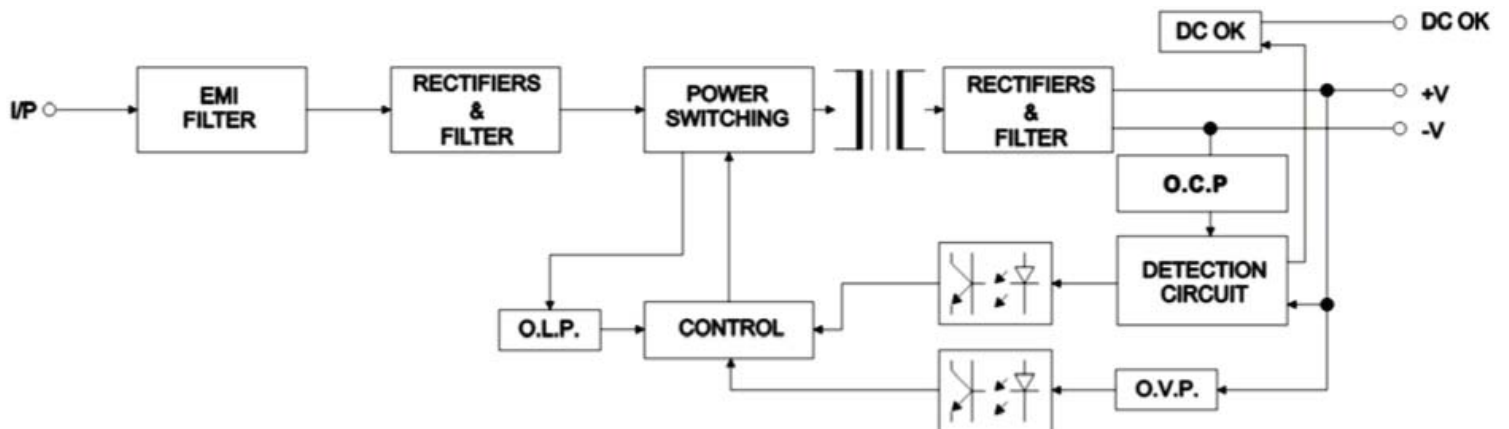 DC OK
DC OK
I/P
EMI
FILTER
RECTIFIERS
&
FILTER
POWER
SWITCHING
RECTIFIERS
&
FILTER
+V
-V
O.C.P
DETECTION
CIRCUIT
O.L.P.
CONTROL
O.V.P.